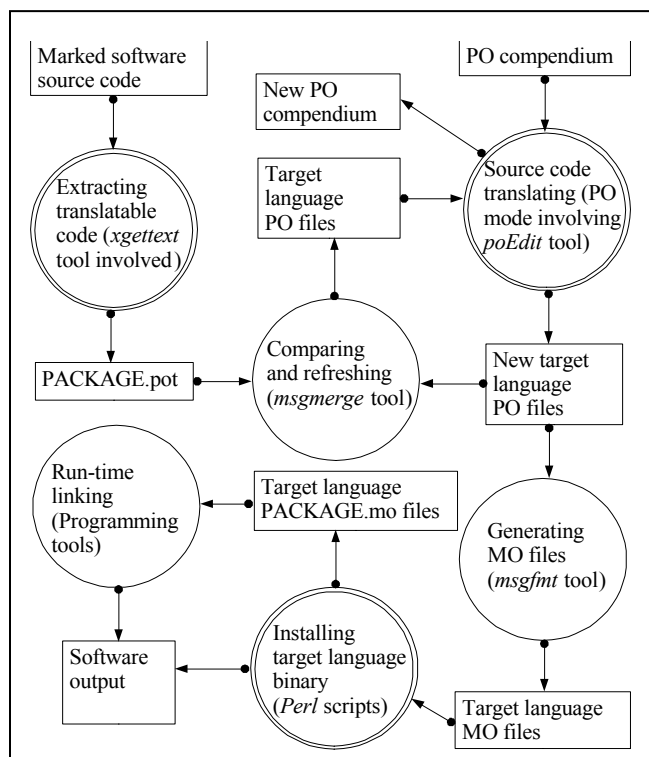 Marked software
source code
PO compendium
New PO
compendium
Extracting
translatable
code (xgettext
tool involved)
Target
language
PO files
Source code
translating (PO
mode involving
poEdit tool)
PACKAGE.pot
Comparing
and refreshing
(msgmerge tool)
New target
language
PO files
Run-time
linking
(Programming
tools)
Target language
PACKAGE.mo files
Generating
MO files
(msgfmt tool)
Software
output
Installing
target language
binary
(Perl scripts)
Target language
MO files